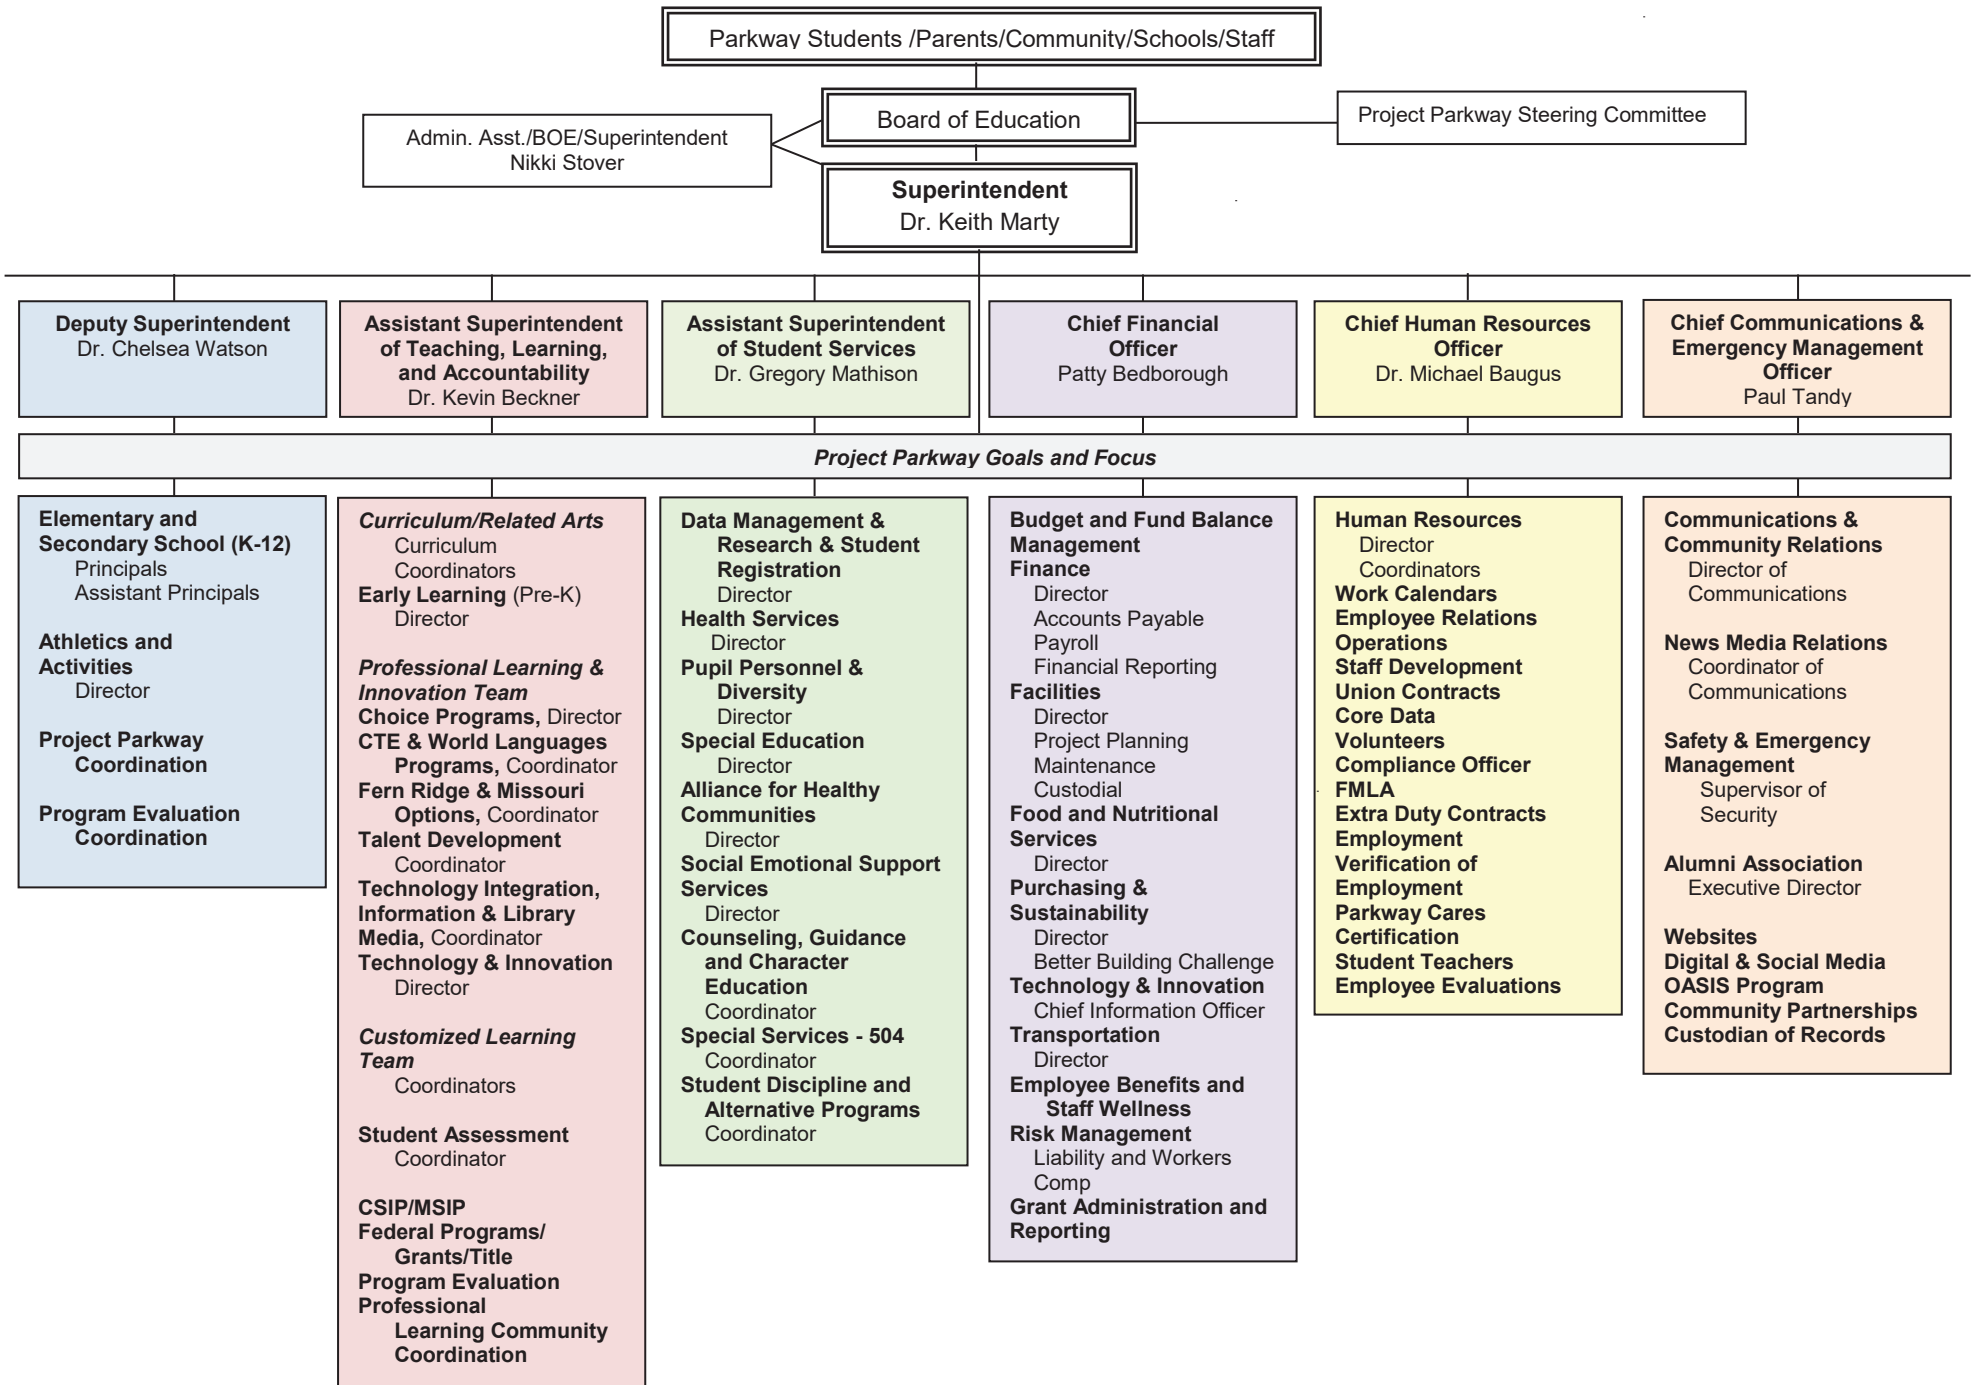 Parkway Students /Parents/Community/Schools/Staff
Board of Education
Project Parkway Steering Committee
Admin. Asst./BOE/Superintendent
Nikki Stover
Superintendent
Dr. Keith Marty
Deputy Superintendent
Dr. Chelsea Watson
Assistant Superintendent
of Teaching, Learning,
and Accountability
Dr. Kevin Beckner
Assistant Superintendent
of Student Services
Dr. Gregory Mathison
Chief Financial
Officer
Patty Bedborough
Chief Human Resources
Officer
Dr. Michael Baugus
Chief Communications &
Emergency Management
Officer
Paul Tandy
Project Parkway Goals and Focus
Elementary and
Secondary School (K-12)
Principals
Assistant Principals
Athletics and
Activities
Director
Project Parkway
Coordination
Program Evaluation
Coordination
Curriculum/Related Arts
Curriculum
Coordinators
Early Learning (Pre-K)
Director
Professional Learning &
Innovation Team
Choice Programs, Director
CTE & World Languages
Programs, Coordinator
Fern Ridge & Missouri
Options, Coordinator
Talent Development
Coordinator
Technology Integration,
Information & Library
Media, Coordinator
Technology & Innovation
Director
Customized Learning
Team
Coordinators
Student Assessment
Coordinator
CSIP/MSIP
Federal Programs/
Grants/Title
Program Evaluation
Professional
Learning Community
Coordination
Data Management &
Research & Student
Registration
Director
Health Services
Director
Pupil Personnel &
Diversity
Director
Special Education
Director
Alliance for Healthy
Communities
Director
Social Emotional Support
Services
Director
Counseling, Guidance
and Character
Education
Coordinator
Special Services - 504
Coordinator
Student Discipline and
Alternative Programs
Coordinator
Budget and Fund Balance
Management
Finance
Director
Accounts Payable
Payroll
Financial Reporting
Facilities
Director
Project Planning
Maintenance
Custodial
Food and Nutritional
Services
Director
Purchasing &
Sustainability
Director
Better Building Challenge
Technology & Innovation
Chief Information Officer
Transportation
Director
Employee Benefits and
Staff Wellness
Risk Management
Liability and Workers
Comp
Grant Administration and
Reporting
Human Resources
Director
Coordinators
Work Calendars
Employee Relations
Operations
Staff Development
Union Contracts
Core Data
Volunteers
Compliance Officer
FMLA
Extra Duty Contracts
Employment
Verification of
Employment
Parkway Cares
Certification
Student Teachers
Employee Evaluations
Communications &
Community Relations
Director of
Communications
News Media Relations
Coordinator of
Communications
Safety & Emergency
Management
Supervisor of
Security
Alumni Association
Executive Director
Websites
Digital & Social Media
OASIS Program
Community Partnerships
Custodian of Records